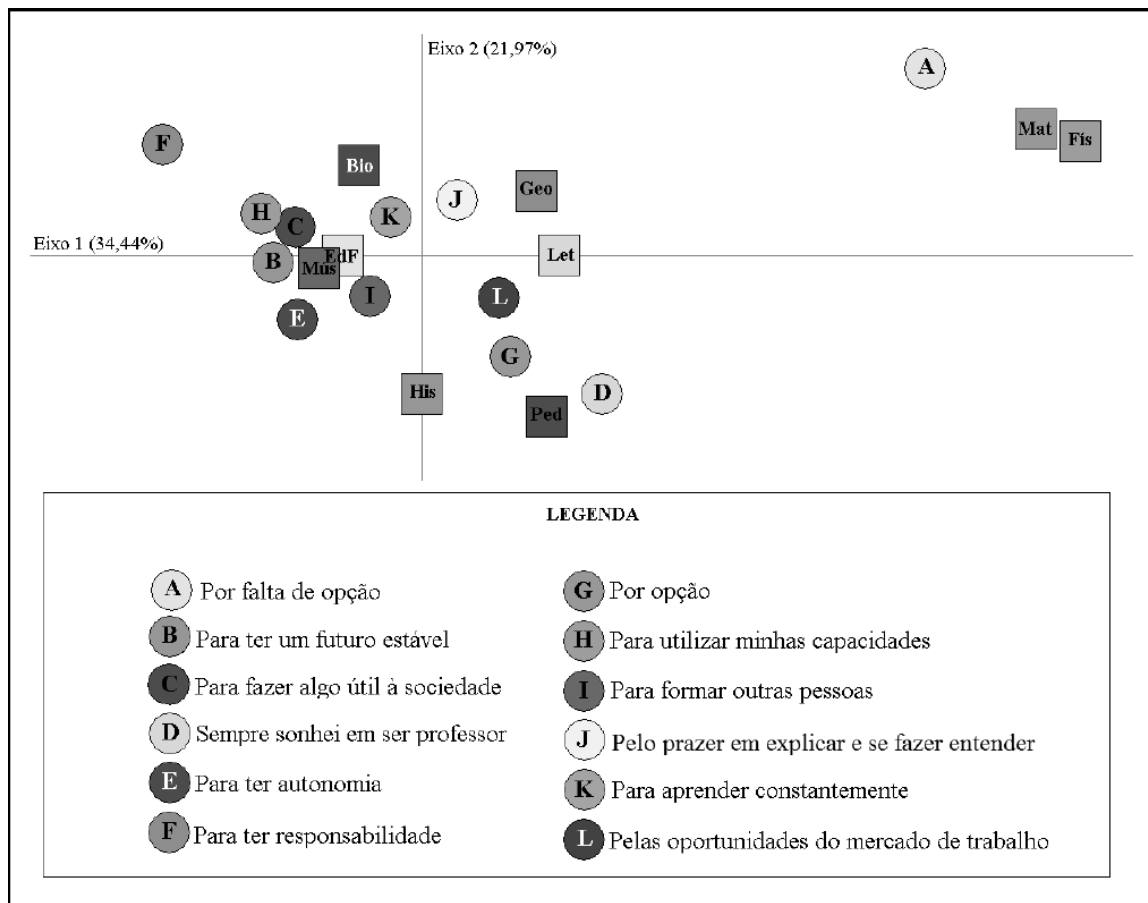 Eixo 2 (21,97%)
A
Mat
Fís
F
Bio
Geo
J
H
K
C
Eixo 1 (34,44%)
EdF
Let
B
Mús
I
L
E
G
His
D
Ped
LEGENDA
A Por falta de opção
G Por opção
B Para ter um futuro estável
H Para utilizar minhas capacidades
C Para fazer algo útil à sociedade
I Para formar outras pessoas
D Sempre sonhei em ser professor
J Pelo prazer em explicar e se fazer entender
E Para ter autonomia
K Para aprender constantemente
F Para ter responsabilidade
L Pelas oportunidades do mercado de trabalho